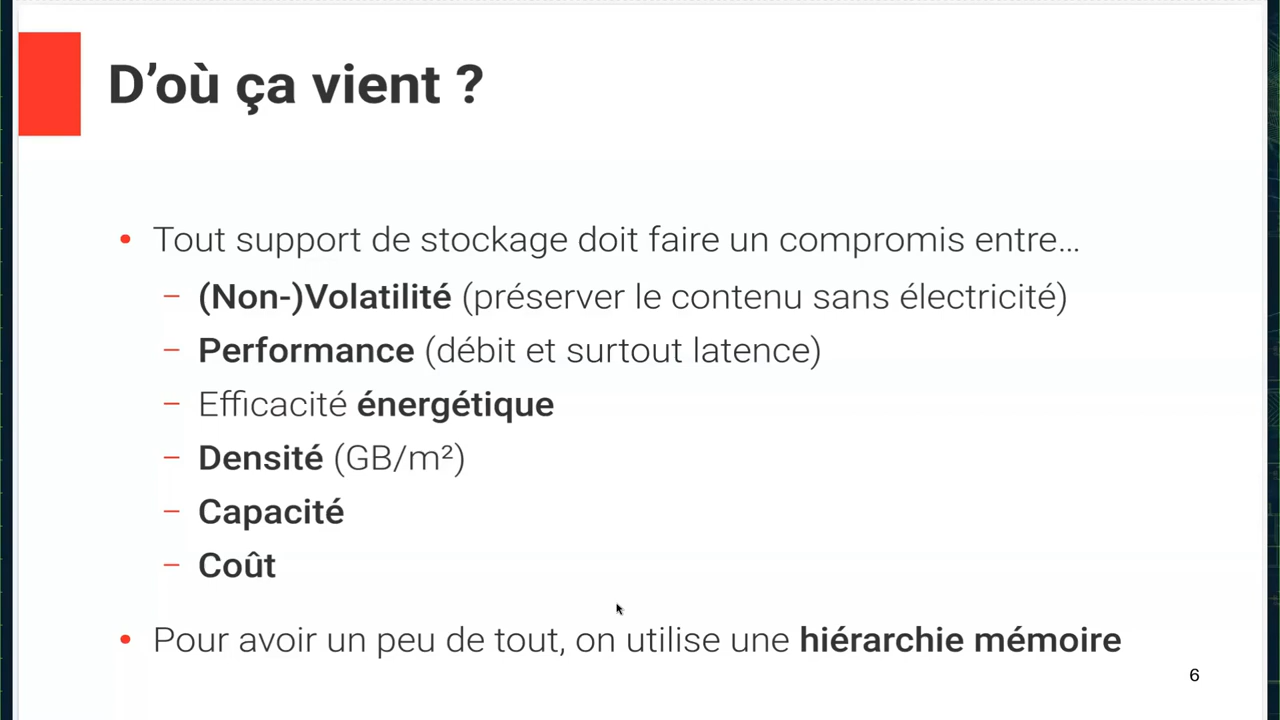 D’où ça vient ?
• Tout support de stockage doit faire un compromis entre…
– (Non-)Volatilité (préserver le contenu sans électricité)
– Performance (débit et surtout latence)
– Efficacité énergétique
– Densité (GB/m²)
– Capacité
– Coût
• Pour avoir un peu de tout, on utilise une hiérarchie mémoire
6